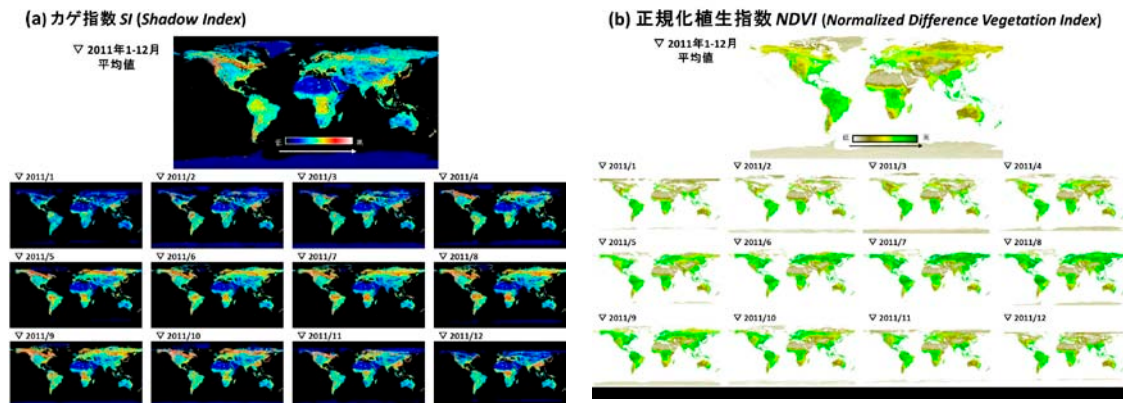 (a) カゲ指数 SI (Shadow Index)
▽ 2011年1-12月
平均値
低 高
▽ 2011/1 ▽ 2011/2 ▽ 2011/3 ▽ 2011/4
▽ 2011/5 ▽ 2011/6 ▽ 2011/7 ▽ 2011/8
▽ 2011/9 ▽ 2011/10 ▽ 2011/11 ▽ 2011/12
(b) 正規化植生指数 NDVI (Normalized Difference Vegetation Index)
▽ 2011年1-12月
平均値
低 高
▽ 2011/1 ▽ 2011/2 ▽ 2011/3 ▽ 2011/4
▽ 2011/5 ▽ 2011/6 ▽ 2011/7 ▽ 2011/8
▽ 2011/9 ▽ 2011/10 ▽ 2011/11 ▽ 2011/12